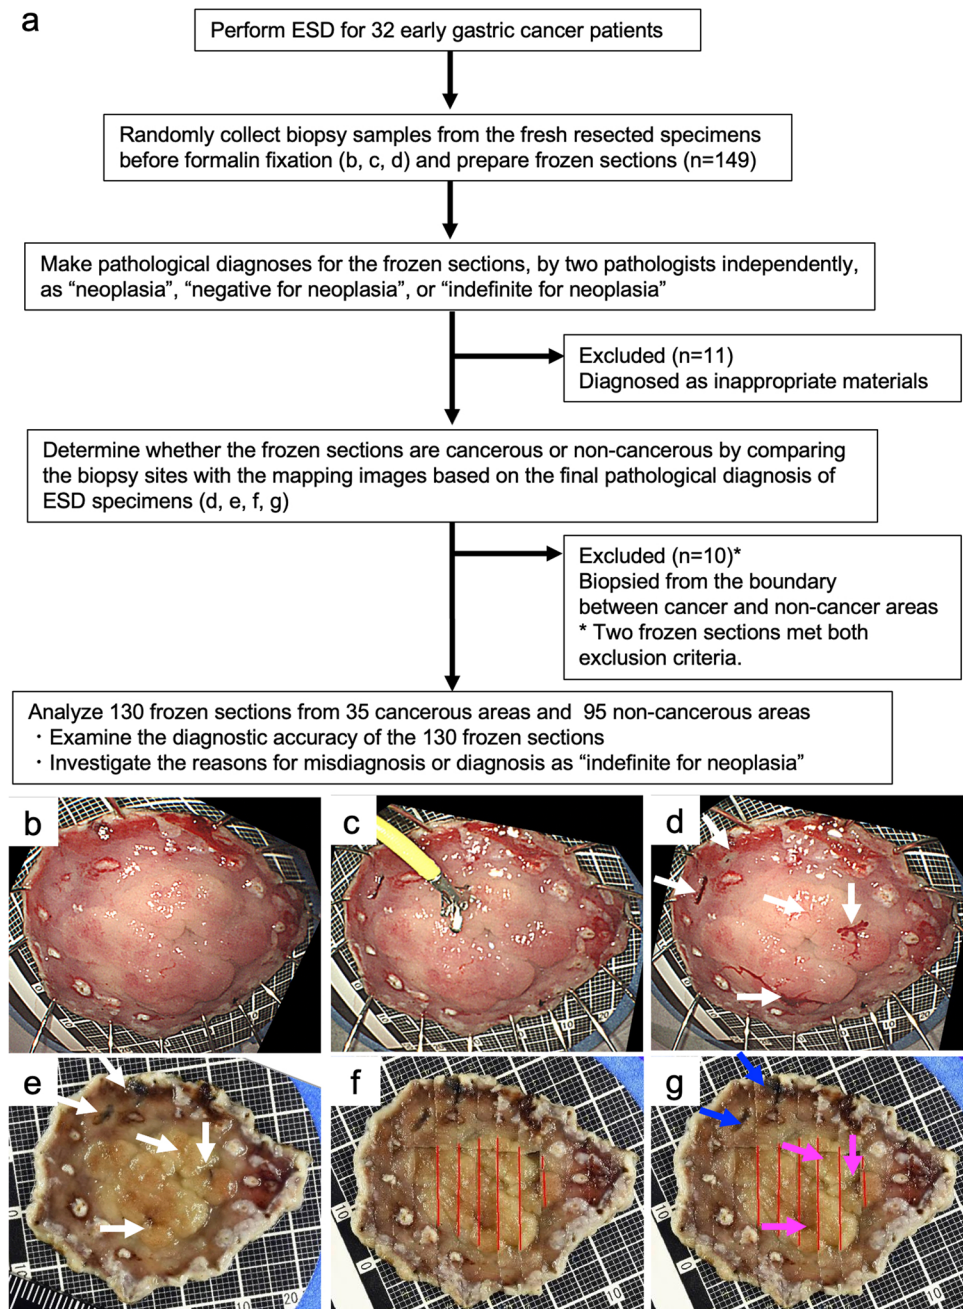 a
Perform ESD for 32 early gastric cancer patients
Randomly collect biopsy samples from the fresh resected specimens
before formalin fixation (b, c, d) and prepare frozen sections (n=149)
Make pathological diagnoses for the frozen sections, by two pathologists independently,
as “neoplasia”, “negative for neoplasia”, or “indefinite for neoplasia”
Excluded (n=11)
Diagnosed as inappropriate materials
Determine whether the frozen sections are cancerous or non-cancerous by comparing
the biopsy sites with the mapping images based on the final pathological diagnosis of
ESD specimens (d, e, f, g)
Excluded (n=10)*
Biopsied from the boundary
between cancer and non-cancer areas
* Two frozen sections met both
exclusion criteria.
Analyze 130 frozen sections from 35 cancerous areas and 95 non-cancerous areas
・Examine the diagnostic accuracy of the 130 frozen sections
・Investigate the reasons for misdiagnosis or diagnosis as “indefinite for neoplasia”
b
c
d
e
f
g